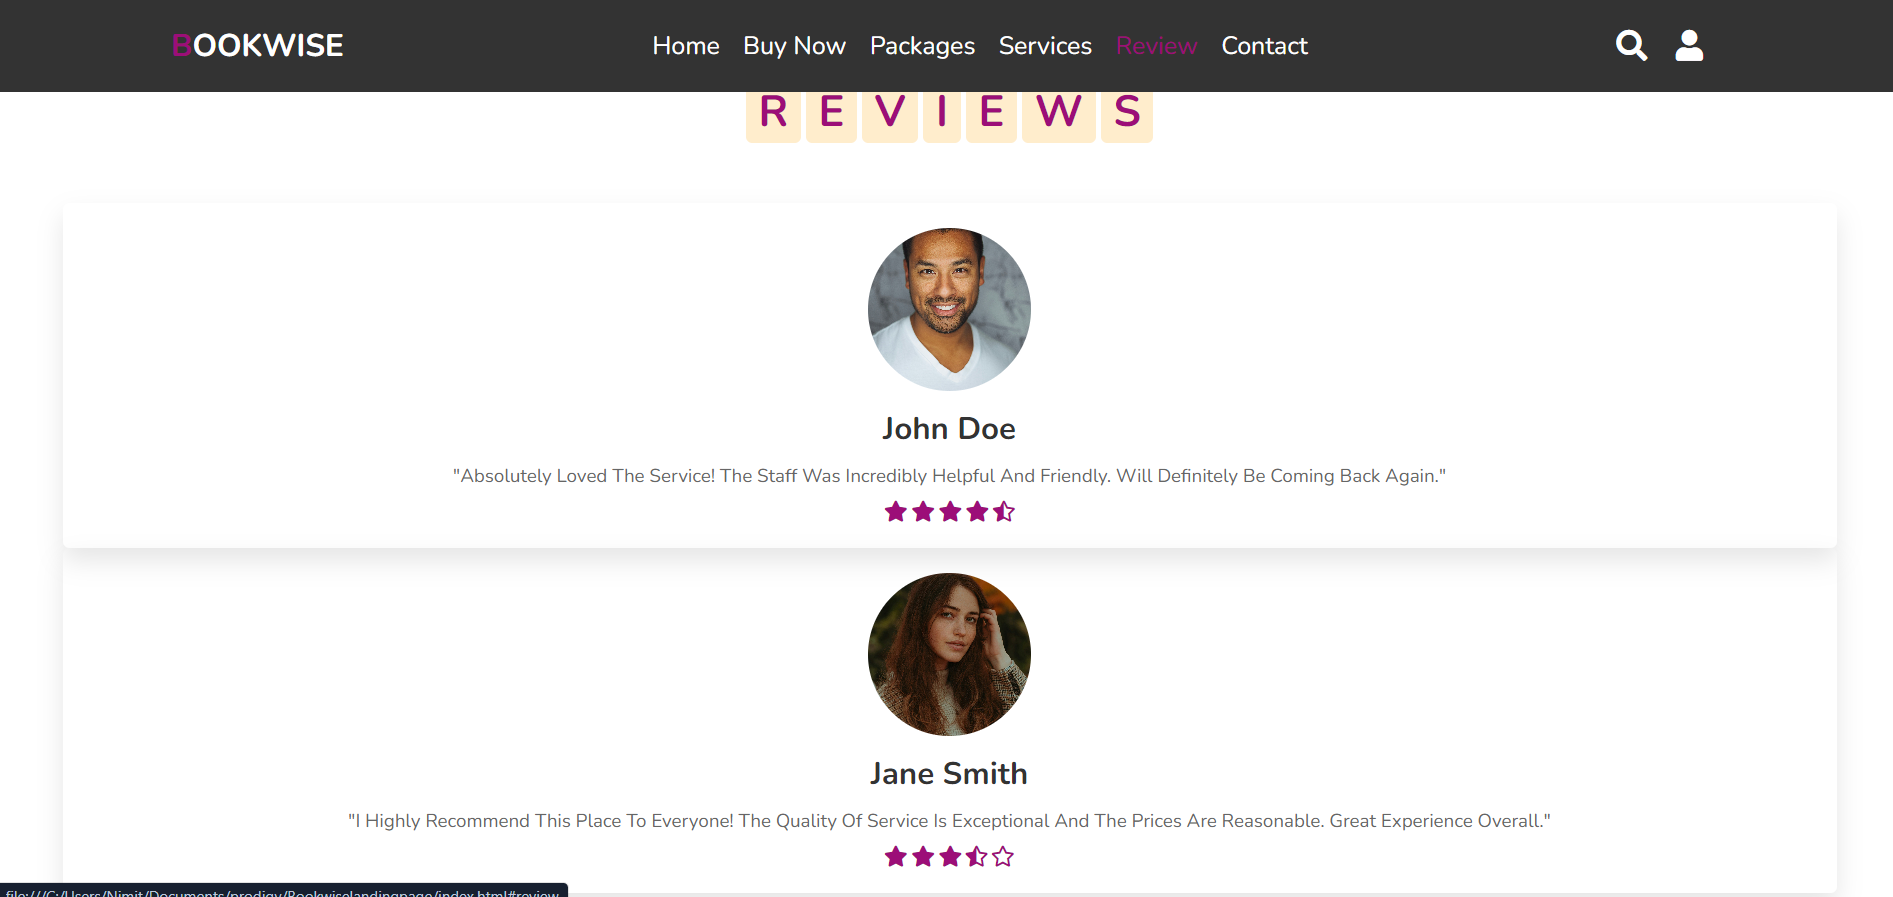 BOOKWISE Home Buy Now Packages Services Review Contact
REVIEWS
John Doe
"Absolutely Loved The Service! The Staff Was Incredibly Helpful And Friendly. Will Definitely Be Coming Back Again."
Jane Smith
"I Highly Recommend This Place To Everyone! The Quality Of Service Is Exceptional And The Prices Are Reasonable. Great Experience Overall."
file:///C:/Users/Nimit/Documents/prodigy/Bookwiselandingpage/index.html#review